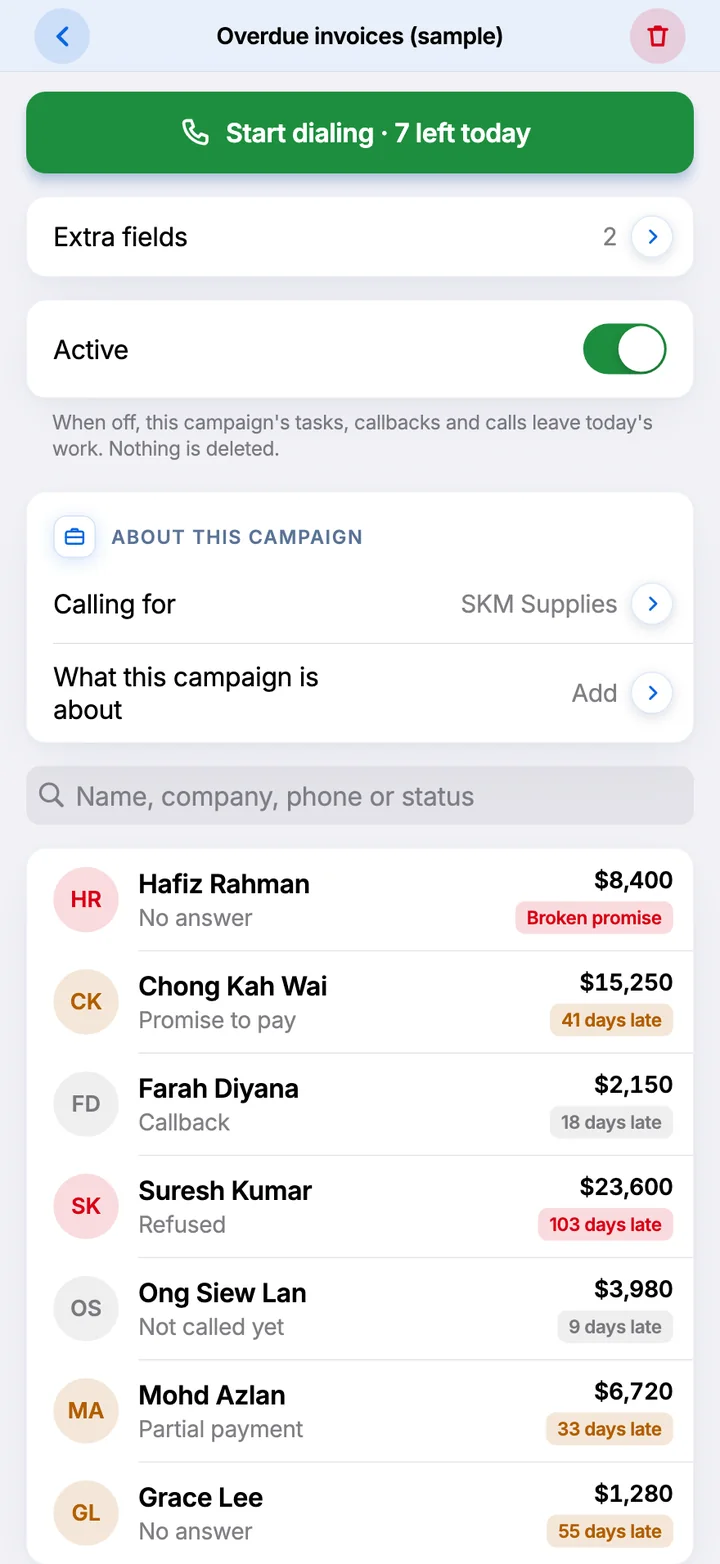 Overdue invoices (sample)
Start dialing · 7 left today
Extra fields 2
Active
When off, this campaign's tasks, callbacks and calls leave today's
work. Nothing is deleted.
ABOUT THIS CAMPAIGN
Calling for SKM Supplies
What this campaign is
about
Add
Name, company, phone or status
HR Hafiz Rahman $8,400
No answer Broken promise
CK Chong Kah Wai $15,250
Promise to pay 41 days late
FD Farah Diyana $2,150
Callback 18 days late
SK Suresh Kumar $23,600
Refused 103 days late
OS Ong Siew Lan $3,980
Not called yet 9 days late
MA Mohd Azlan $6,720
Partial payment 33 days late
GL Grace Lee $1,280
No answer 55 days late